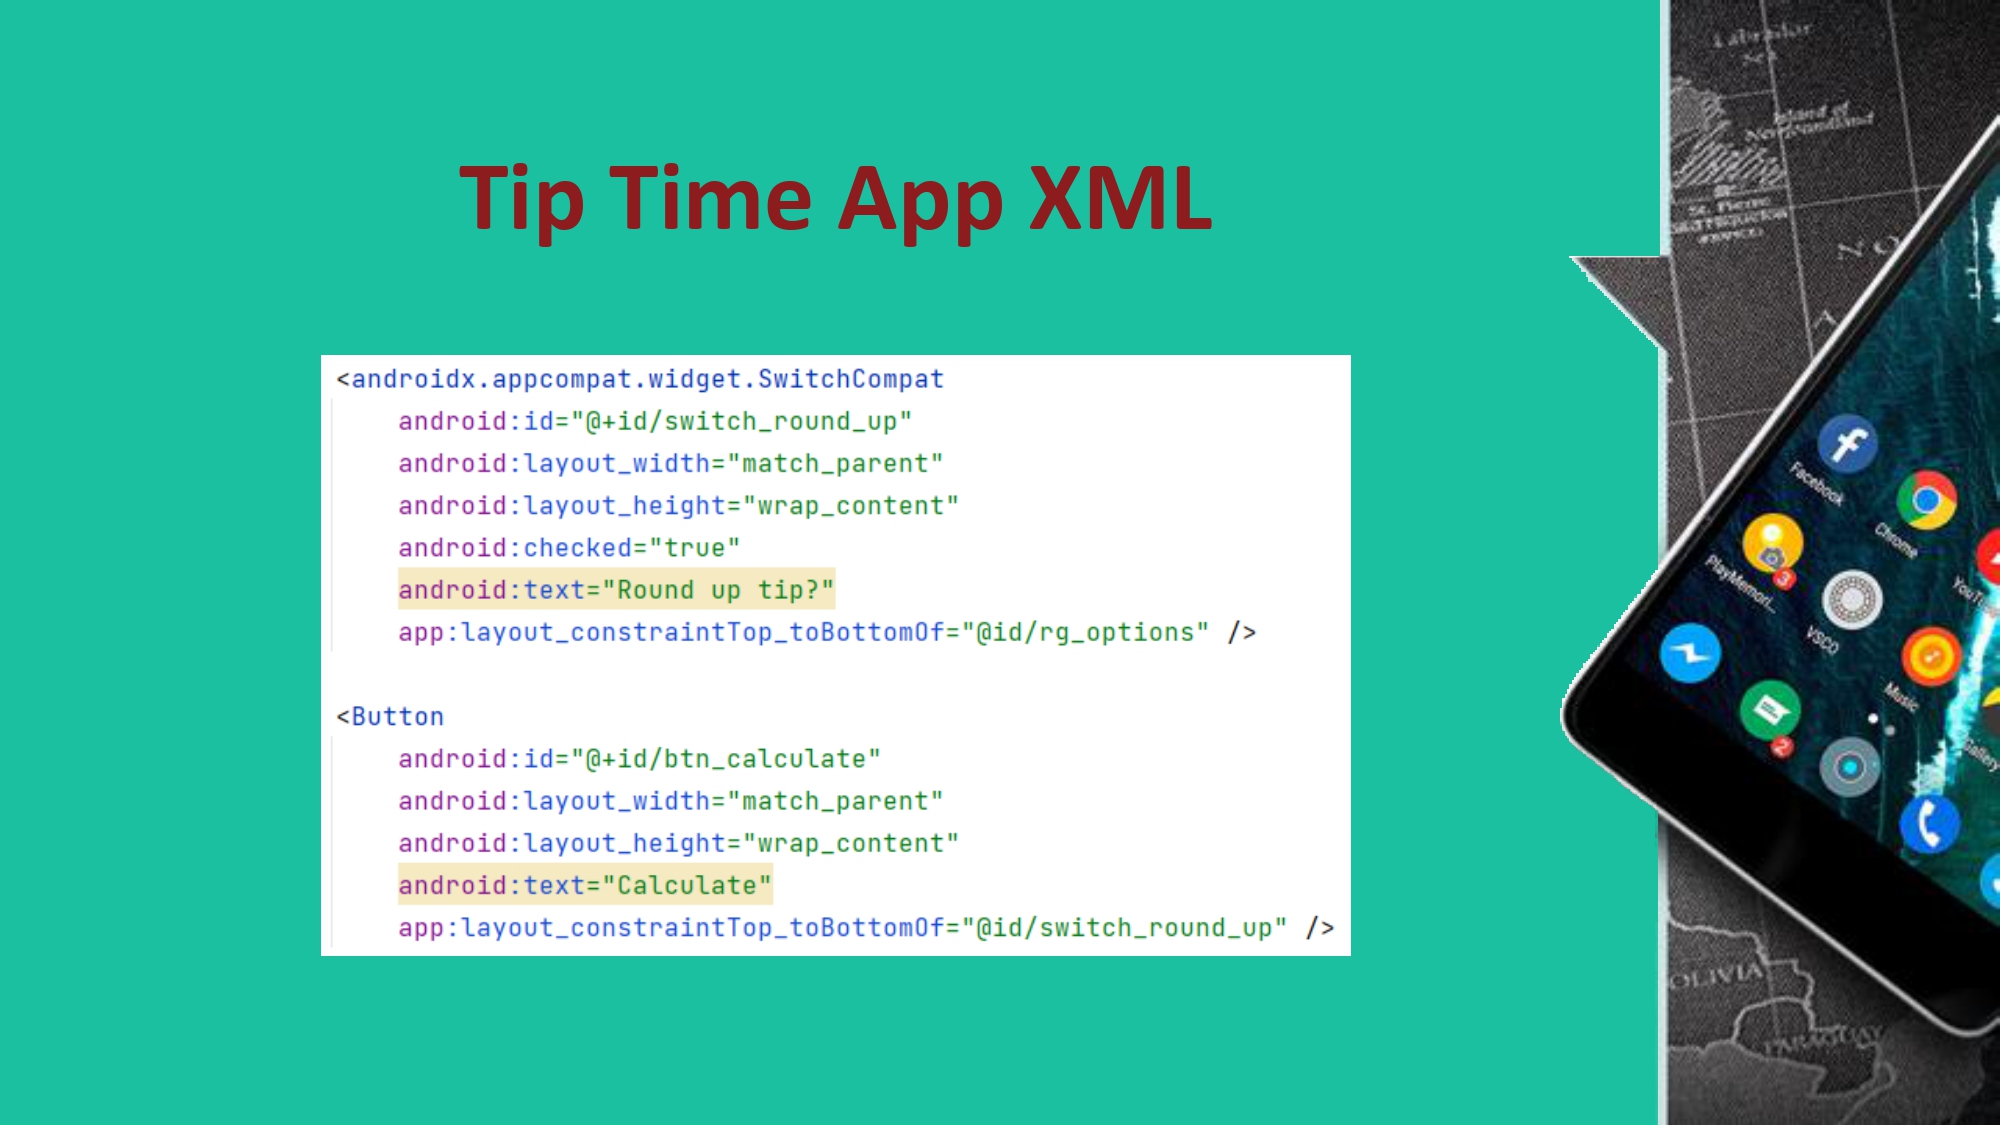 Tip Time App XML
<androidx.appcompat.widget.SwitchCompat
android:id="@+id/switch_round_up"
android:layout_width="match_parent"
android:layout_height="wrap_content"
android:checked="true"
android:text="Round up tip?"
app:layout_constraintTop_toBottomOf="@id/rg_options" />
<Button
android:id="@+id/btn_calculate"
android:layout_width="match_parent"
android:layout_height="wrap_content"
android:text="Calculate"
app:layout_constraintTop_toBottomOf="@id/switch_round_up" />
Labrador
Island of
Newfoundland
St. Pierre
(FRANCE)
Facebook
Chrome
3
PlayMemori...
VSCO
Music
2
Gallery
OLIVIA
PARAGUAY